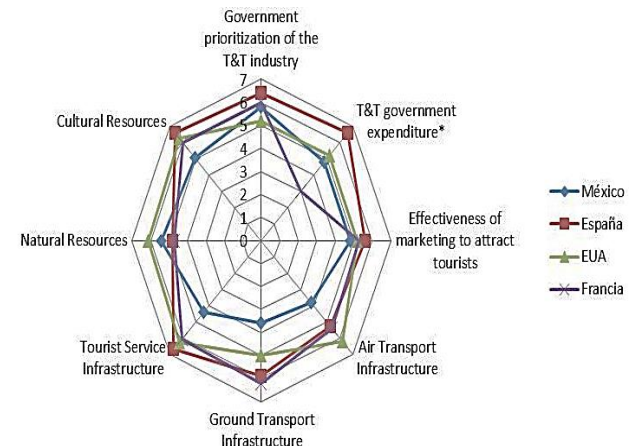 Government
prioritization of the
T&T industry
7
6
5
4
3
2
1
0
T&T government
expenditure*
Effectiveness of
marketing to attract
tourists
Air Transport
Infrastructure
Ground Transport
Infrastructure
Tourist Service
Infrastructure
Natural Resources
Cultural Resources
México
España
EUA
Francia